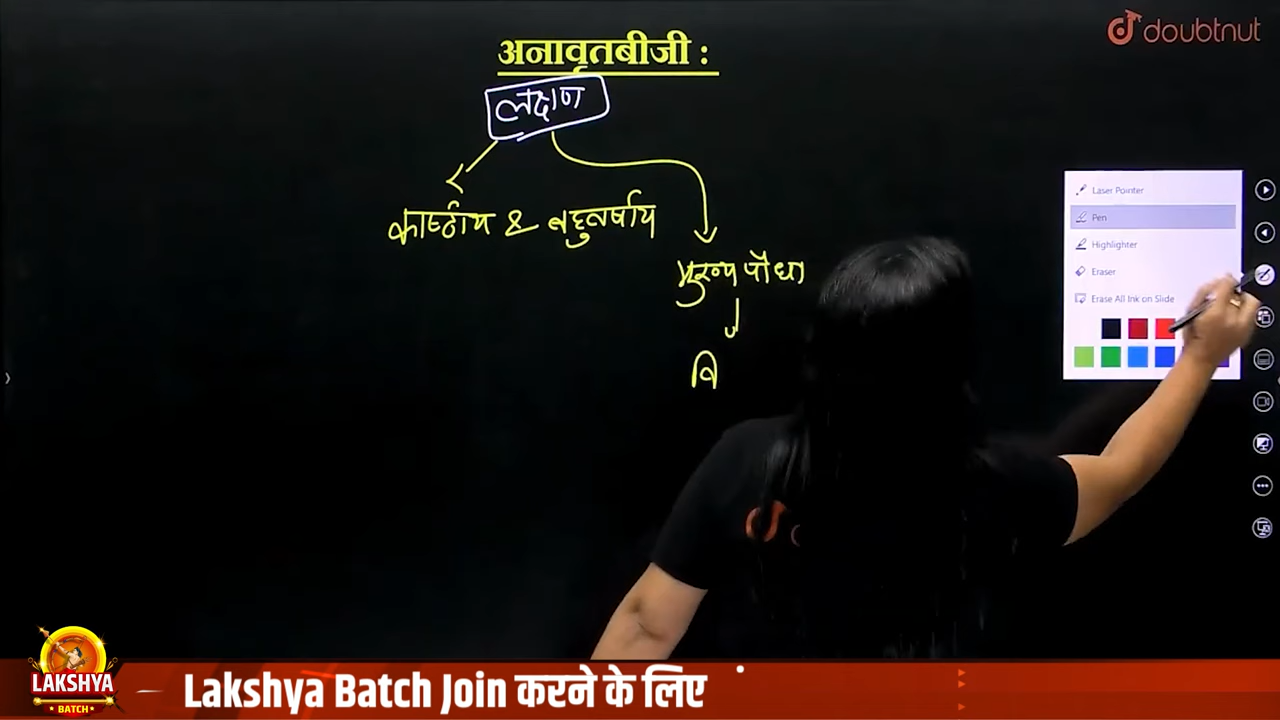 doubtnut
अनावृतबीजी :
लक्षण
काष्ठीय & बहुवर्षीय
मुख्य पौधा
वि
Laser Pointer
Pen
Highlighter
Eraser
Erase All Ink on Slide
LAKSHYA
BATCH
Lakshya Batch Join करने के लिए